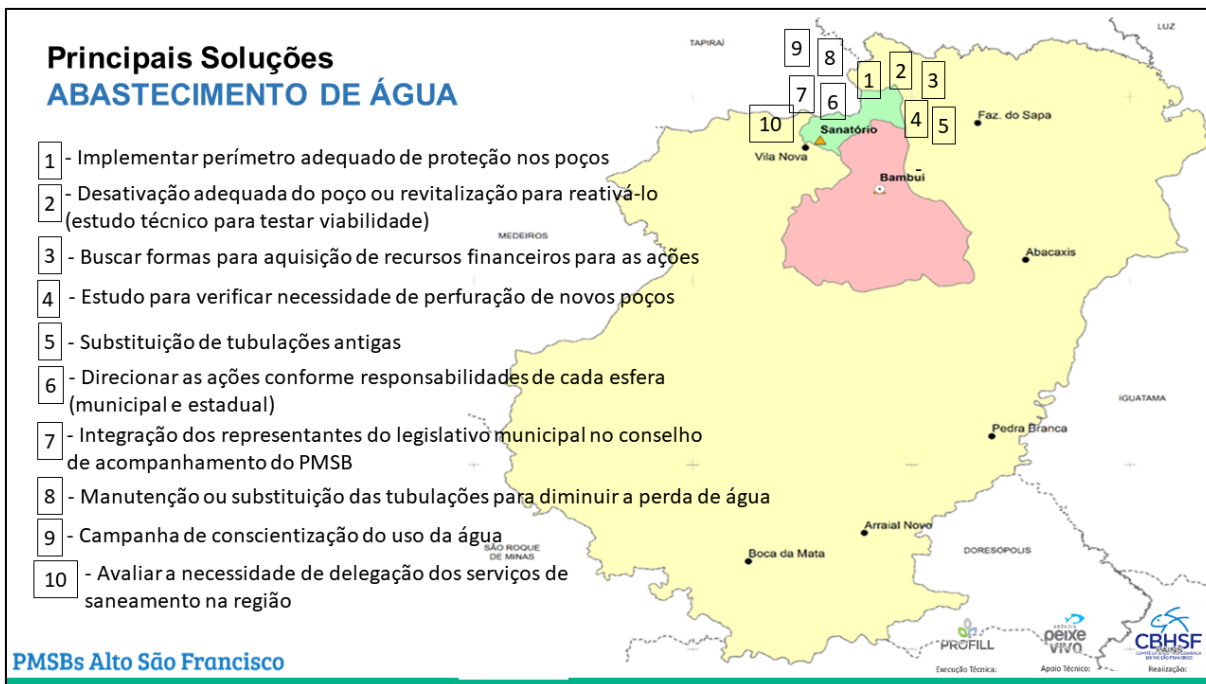 Principais Soluções
ABASTECIMENTO DE ÁGUA
1 - Implementar perímetro adequado de proteção nos poços
2 - Desativação adequada do poço ou revitalização para reativá-lo
(estudo técnico para testar viabilidade)
3 - Buscar formas para aquisição de recursos financeiros para as ações
4 - Estudo para verificar necessidade de perfuração de novos poços
5 - Substituição de tubulações antigas
6 - Direcionar as ações conforme responsabilidades de cada esfera
(municipal e estadual)
7 - Integração dos representantes do legislativo municipal no conselho
de acompanhamento do PMSB
8 - Manutenção ou substituição das tubulações para diminuir a perda de água
9 - Campanha de conscientização do uso da água
10 - Avaliar a necessidade de delegação dos serviços de
saneamento na região
PMSBs Alto São Francisco
TAPIRAÍ
LUZ
9
8
1
2
3
7
6
4
5
10
Sanatório
Faz. do Sapa
Vila Nova
Bambuí
MEDEIROS
Abacaxis
IGUATAMA
Pedra Branca
Arraial Novo
SÃO ROQUE
DE MINAS
Boca da Mata
DORESÓPOLIS
PROFILL
peixe
vivo
CBHSF
PAINS
Execução Técnica:
Apoio Técnico:
Realização: